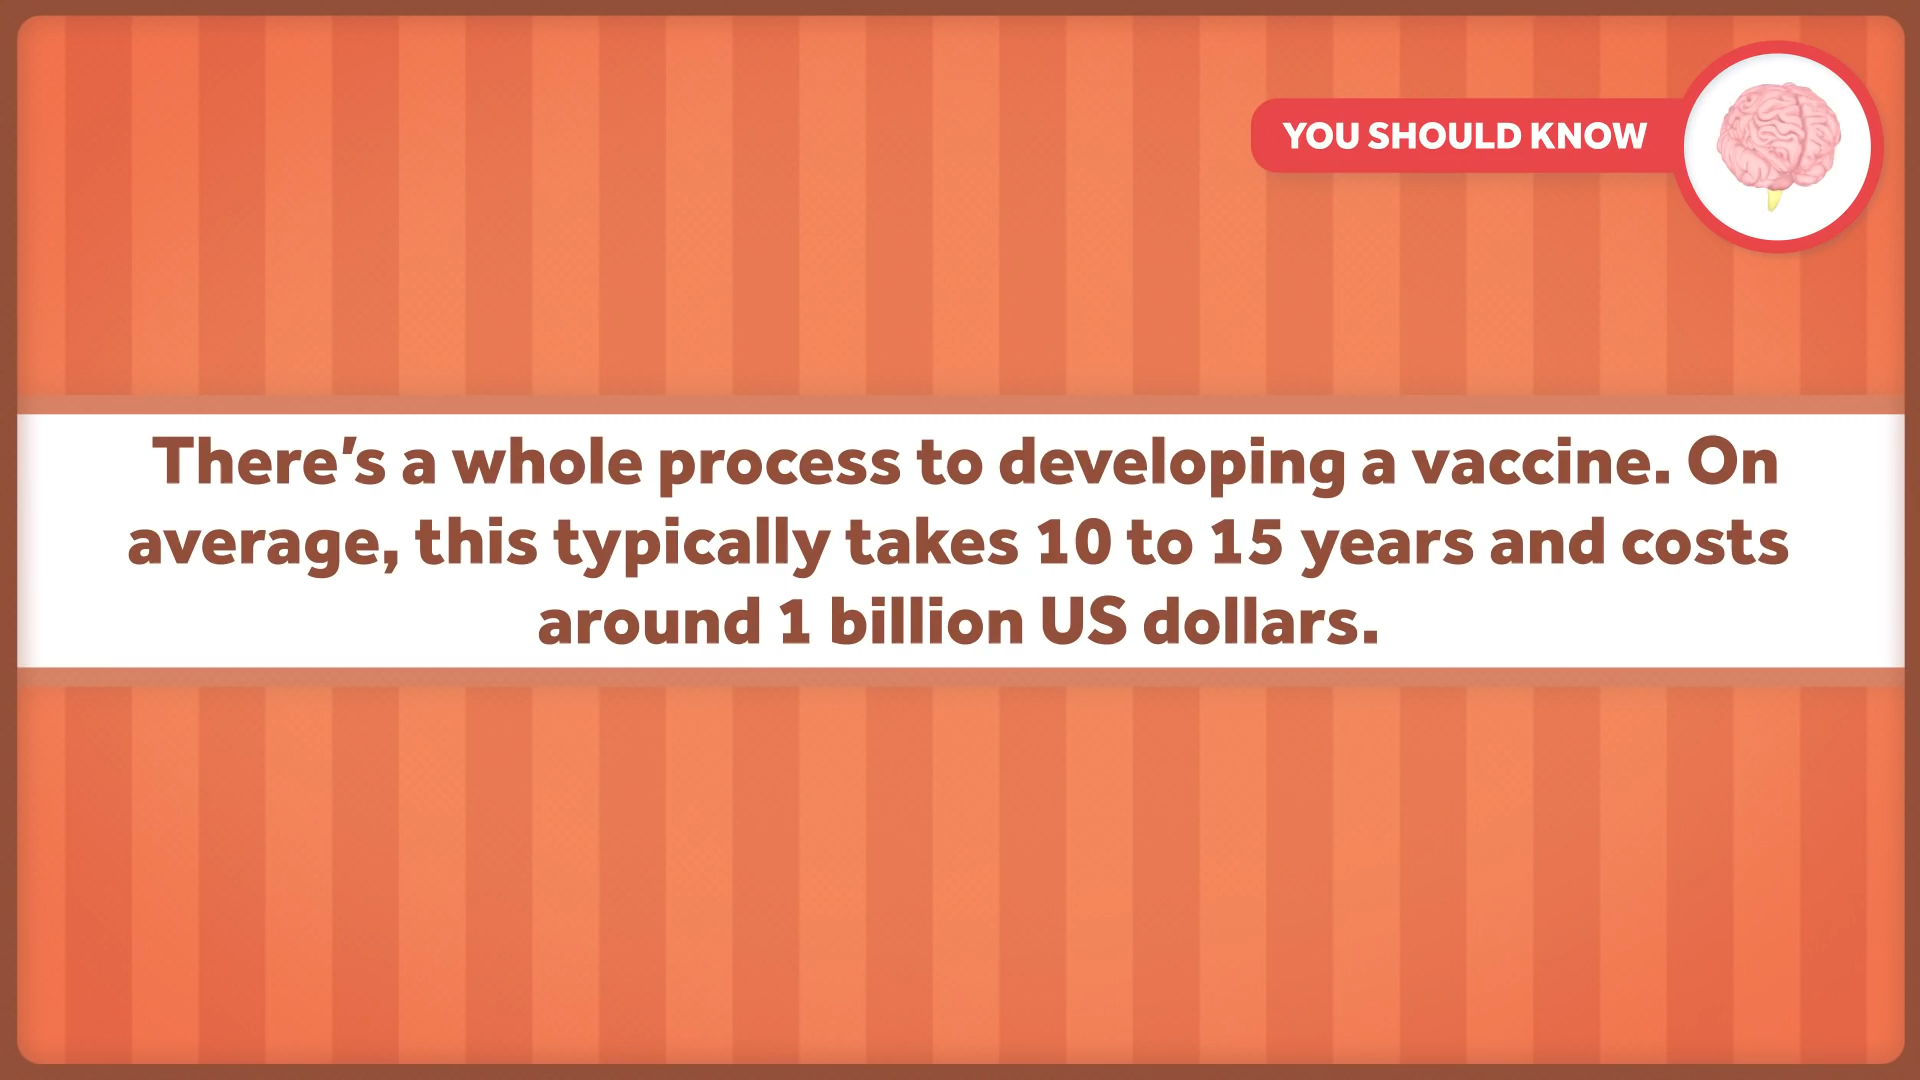 YOU SHOULD KNOW
There's a whole process to developing a vaccine. On
average, this typically takes 10 to 15 years and costs
around 1 billion US dollars.